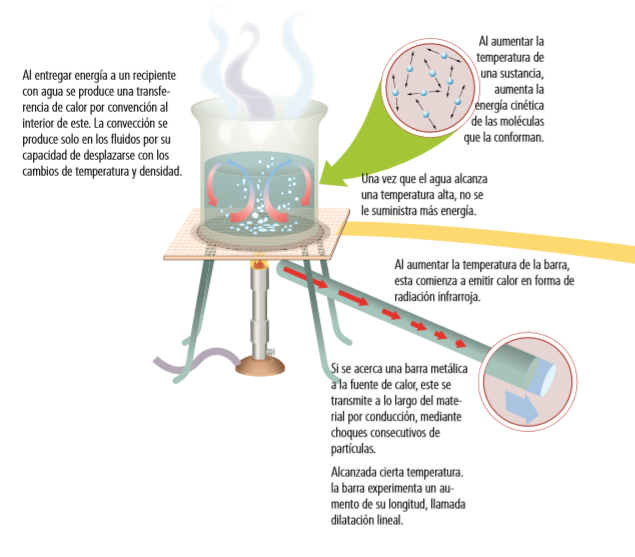 Al entregar energía a un recipiente
con agua se produce una transfe-
rencia de calor por convención al
interior de este. La convección se
produce solo en los fluidos por su
capacidad de desplazarse con los
cambios de temperatura y densidad.
Al aumentar la
temperatura de
una sustancia,
aumenta la
energía cinética
de las moléculas
que la conforman.
Una vez que el agua alcanza
una temperatura alta, no se
le suministra más energía.
Al aumentar la temperatura de la barra,
esta comienza a emitir calor en forma de
radiación infrarroja.
Si se acerca una barra metálica
a la fuente de calor, este se
transmite a lo largo del mate-
rial por conducción, mediante
choques consecutivos de
partículas.
Alcanzada cierta temperatura.
la barra experimenta un au-
mento de su longitud, llamada
dilatación lineal.